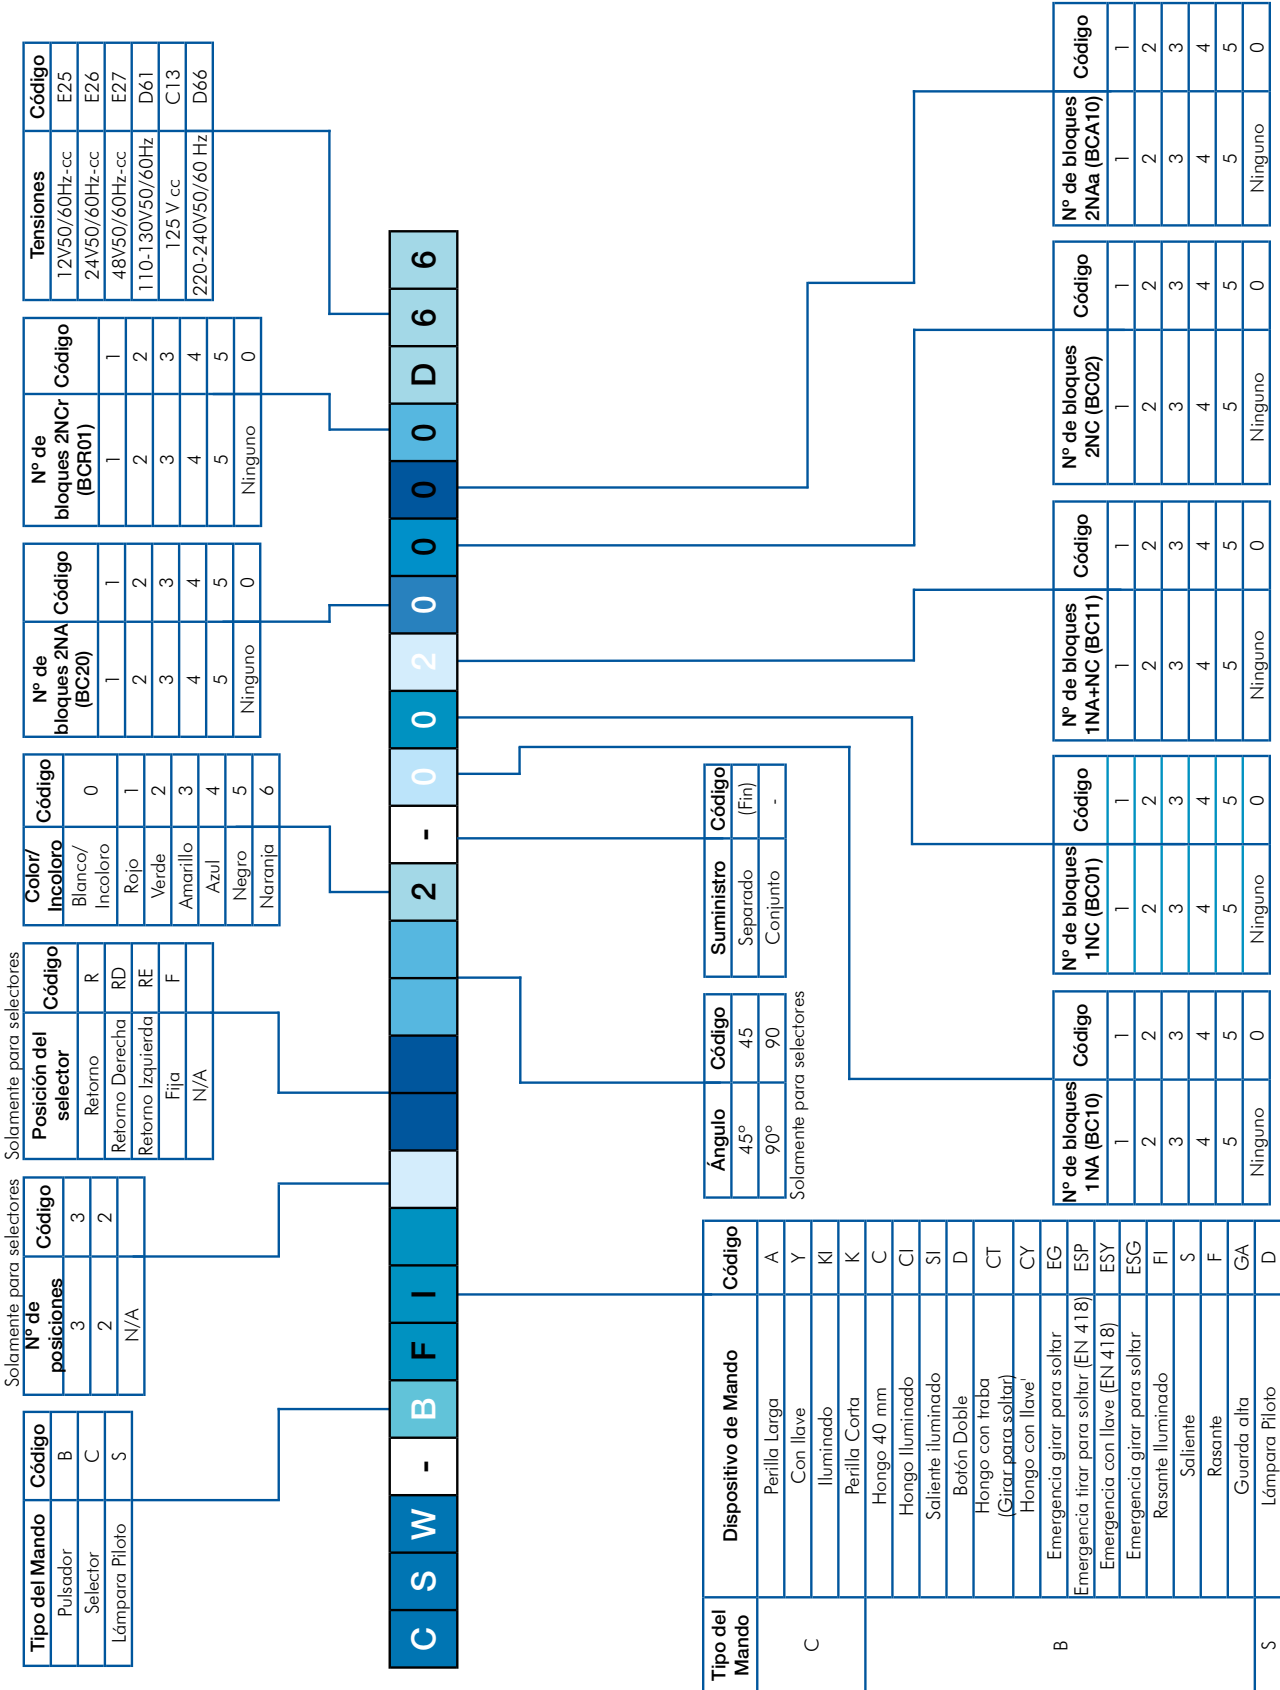 Tipo del Mando Código
Pulsador B
Selector C
Lámpara Piloto S
Solamente para selectores
Nº de
posiciones Código
3 3
2 2
N/A
Solamente para selectores
Posición del
selector Código
Retorno R
Retorno Derecha RD
Retorno Izquierda RE
Fija F
N/A
Color/
Incoloro Código
Blanco/
Incoloro 0
Rojo 1
Verde 2
Amarillo 3
Azul 4
Negro 5
Naranja 6
Nº de
bloques 2NA Código
(BC20)
1 1
2 2
3 3
4 4
5 5
Ninguno 0
Nº de
bloques 2NCr Código
(BCR01)
1 1
2 2
3 3
4 4
5 5
Ninguno 0
Tensiones Código
12V50/60Hz-cc E25
24V50/60Hz-cc E26
48V50/60Hz-cc E27
110-130V50/60Hz D61
125 V cc C13
220-240V50/60 Hz D66
C S W - B F I 2 - 0 0 2 0 0 0 0 D 6 6
Tipo del
Mando Dispositivo de Mando Código
C
Perilla Larga A
Con llave Y
Iluminado KI
Perilla Corta K
B
Hongo 40 mm C
Hongo Iluminado CI
Saliente iluminado SI
Botón Doble D
Hongo con traba
(Girar para soltar) CT
Hongo con llave' CY
Emergencia girar para soltar EG
Emergencia tirar para soltar (EN 418) ESP
Emergencia con llave (EN 418) ESY
Emergencia girar para soltar ESG
Rasante Iluminado FI
Saliente S
Rasante F
Guarda alta GA
S Lámpara Piloto D
Ángulo Código
45º 45
90º 90
Solamente para selectores
Suministro Código
Separado (Fin)
Conjunto -
Nº de bloques
1NA (BC10) Código
1 1
2 2
3 3
4 4
5 5
Ninguno 0
Nº de bloques
1NC (BC01) Código
1 1
2 2
3 3
4 4
5 5
Ninguno 0
Nº de bloques
1NA+NC (BC11) Código
1 1
2 2
3 3
4 4
5 5
Ninguno 0
Nº de bloques
2NC (BC02) Código
1 1
2 2
3 3
4 4
5 5
Ninguno 0
Nº de bloques
2NAa (BCA10) Código
1 1
2 2
3 3
4 4
5 5
Ninguno 0